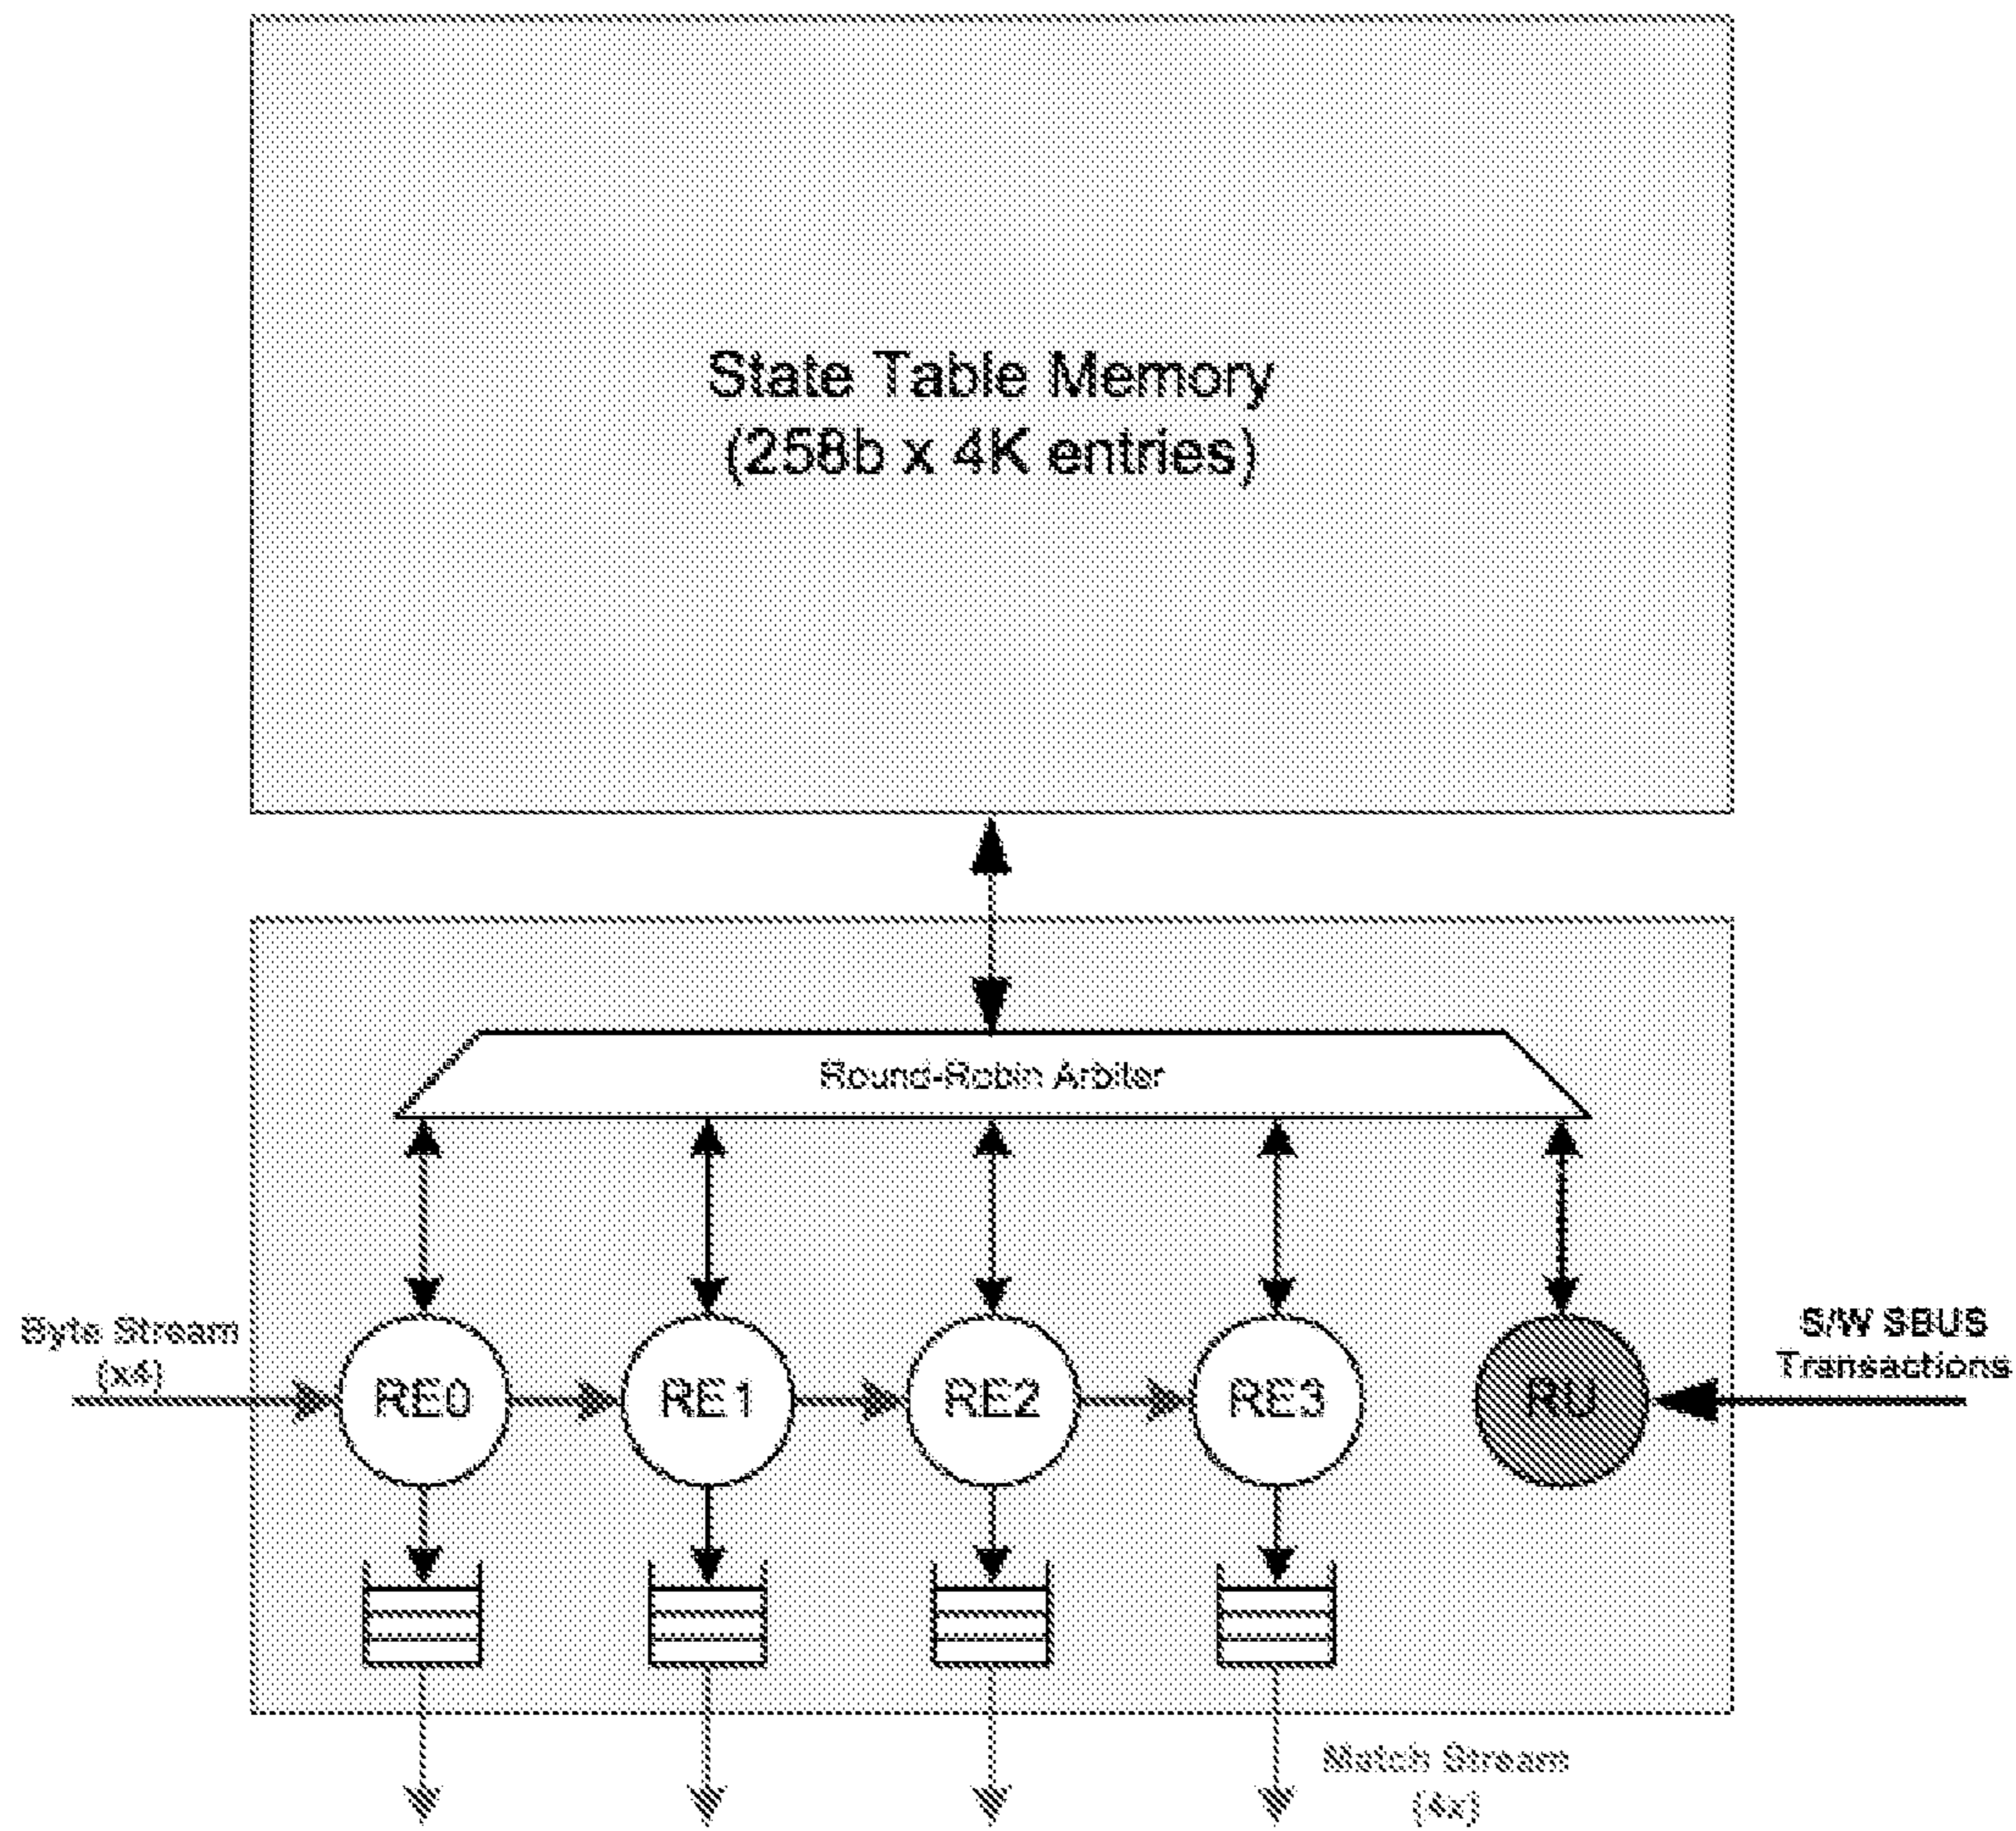 State Table Memory
(258b x 4K entries)
Round-Robin Arbiter
Byte Stream
(x4)
RE0
RE1
RE2
RE3
RU
S/W SBUS
Transactions
Match Stream
(4x)